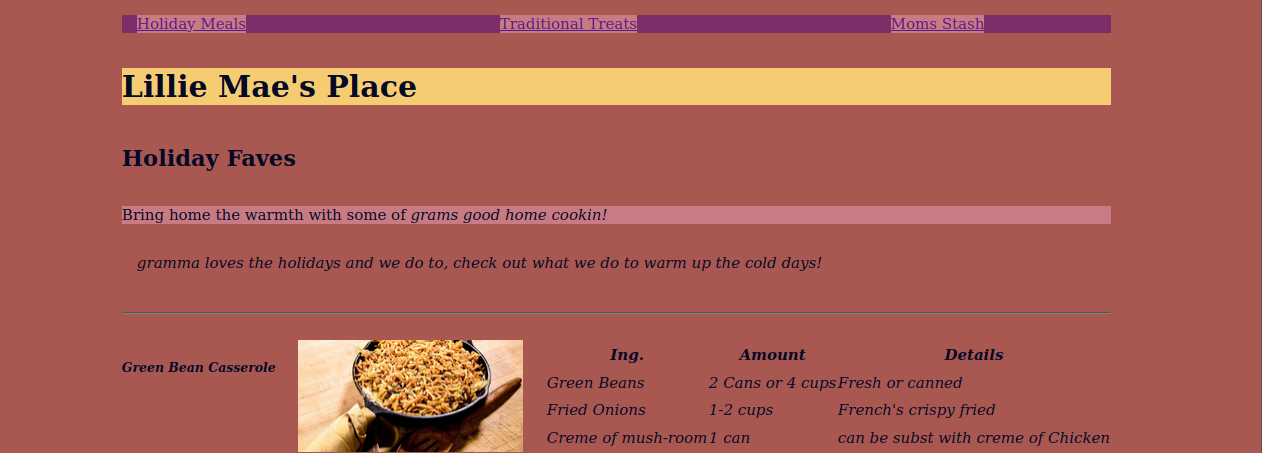 Holiday Meals Traditional Treats Moms Stash
Lillie Mae's Place
Holiday Faves
Bring home the warmth with some of grams good home cookin!
gramma loves the holidays and we do to, check out what we do to warm up the cold days!
Green Bean Casserole
Ing. Amount Details
Green Beans 2 Cans or 4 cups Fresh or canned
Fried Onions 1-2 cups French's crispy fried
Creme of mush-room 1 can can be subst with creme of Chicken